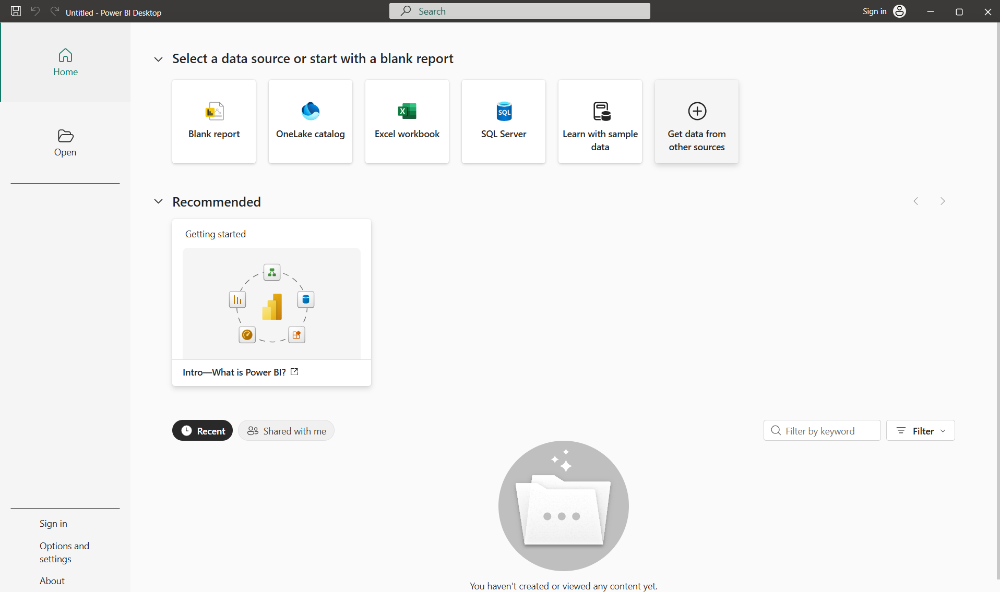 Untitled - Power BI Desktop
Search
Sign in
Home
Open
Select a data source or start with a blank report
Blank report
OneLake catalog
X
Excel workbook
SQL
SQL Server
Learn with sample
data
Get data from
other sources
Recommended
Getting started
Intro—What is Power BI?
Recent
Shared with me
Filter by keyword
Filter
You haven't created or viewed any content yet.
Sign in
Options and
settings
About